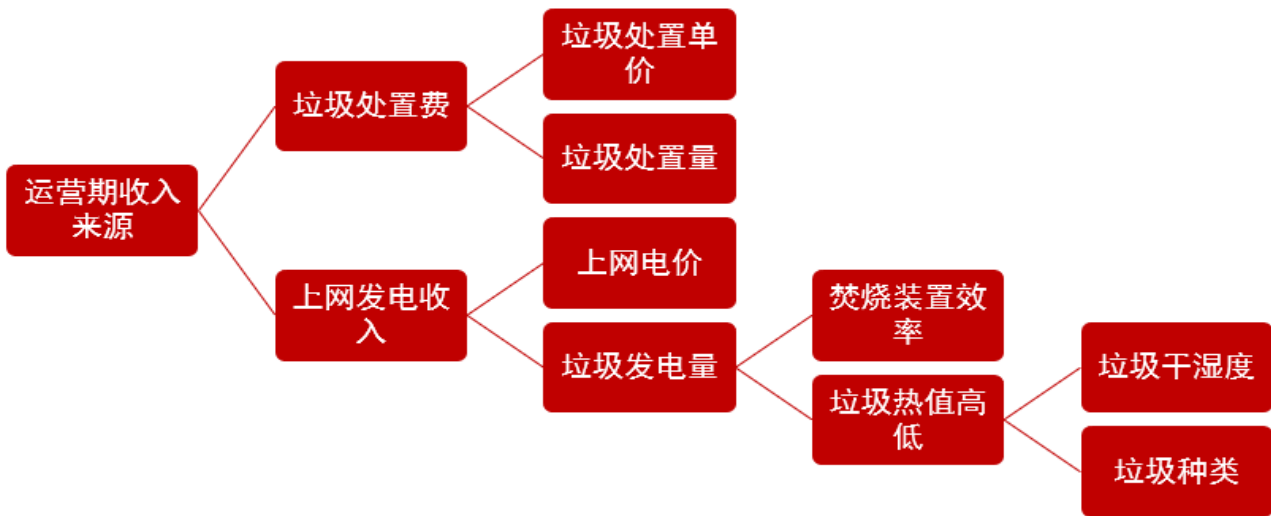 垃圾处置单
价
垃圾处置费
垃圾处置量
运营期收入
来源
上网电价
上网发电收
入
焚烧装置效
率
垃圾发电量
垃圾干湿度
垃圾热值高
低
垃圾种类